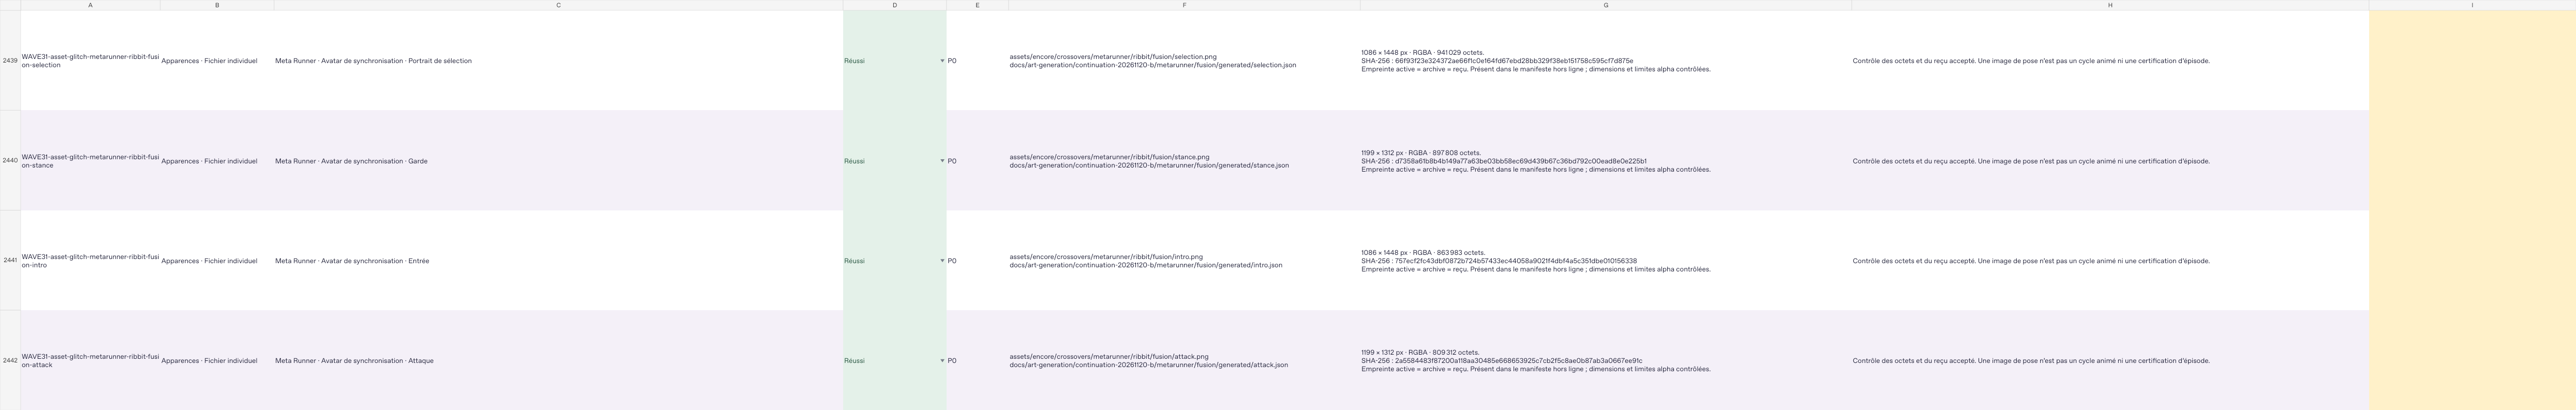 A B C D E F G H I
2439
WAVE31-asset-glitch-metarunner-ribbit-fusi
on-selection
Apparences · Fichier individuel
Meta Runner · Avatar de synchronisation · Portrait de sélection
Réussi
P0
assets/encore/crossovers/metarunner/ribbit/fusion/selection.png
docs/art-generation/continuation-20261120-b/metarunner/fusion/generated/selection.json
1086 × 1448 px · RGBA · 941 029 octets.
SHA-256 : 66f93f23e324372ae66f1c0e164fd67ebd28bb329f38eb151758c595cf7d875e
Empreinte active = archive = reçu. Présent dans le manifeste hors ligne ; dimensions et limites alpha contrôlées.
Contrôle des octets et du reçu accepté. Une image de pose n’est pas un cycle animé ni une certification d’épisode.
2440
WAVE31-asset-glitch-metarunner-ribbit-fusi
on-stance
Apparences · Fichier individuel
Meta Runner · Avatar de synchronisation · Garde
Réussi
P0
assets/encore/crossovers/metarunner/ribbit/fusion/stance.png
docs/art-generation/continuation-20261120-b/metarunner/fusion/generated/stance.json
1199 × 1312 px · RGBA · 897 808 octets.
SHA-256 : d7358a61b8b4b149a77a63be03bb58ec69d439b67c36bd792c00ead8e0e225b1
Empreinte active = archive = reçu. Présent dans le manifeste hors ligne ; dimensions et limites alpha contrôlées.
Contrôle des octets et du reçu accepté. Une image de pose n’est pas un cycle animé ni une certification d’épisode.
2441
WAVE31-asset-glitch-metarunner-ribbit-fusi
on-intro
Apparences · Fichier individuel
Meta Runner · Avatar de synchronisation · Entrée
Réussi
P0
assets/encore/crossovers/metarunner/ribbit/fusion/intro.png
docs/art-generation/continuation-20261120-b/metarunner/fusion/generated/intro.json
1086 × 1448 px · RGBA · 863 983 octets.
SHA-256 : 757ecf2fc43dbf0872b724b57433ec44058a9021f4dbf4a5c351dbe010156338
Empreinte active = archive = reçu. Présent dans le manifeste hors ligne ; dimensions et limites alpha contrôlées.
Contrôle des octets et du reçu accepté. Une image de pose n’est pas un cycle animé ni une certification d’épisode.
2442
WAVE31-asset-glitch-metarunner-ribbit-fusi
on-attack
Apparences · Fichier individuel
Meta Runner · Avatar de synchronisation · Attaque
Réussi
P0
assets/encore/crossovers/metarunner/ribbit/fusion/attack.png
docs/art-generation/continuation-20261120-b/metarunner/fusion/generated/attack.json
1199 × 1312 px · RGBA · 809 312 octets.
SHA-256 : 2a5584483f87200a118aa30485e668653925c7cb2f5c8ae0b87ab3a0667ee91c
Empreinte active = archive = reçu. Présent dans le manifeste hors ligne ; dimensions et limites alpha contrôlées.
Contrôle des octets et du reçu accepté. Une image de pose n’est pas un cycle animé ni une certification d’épisode.